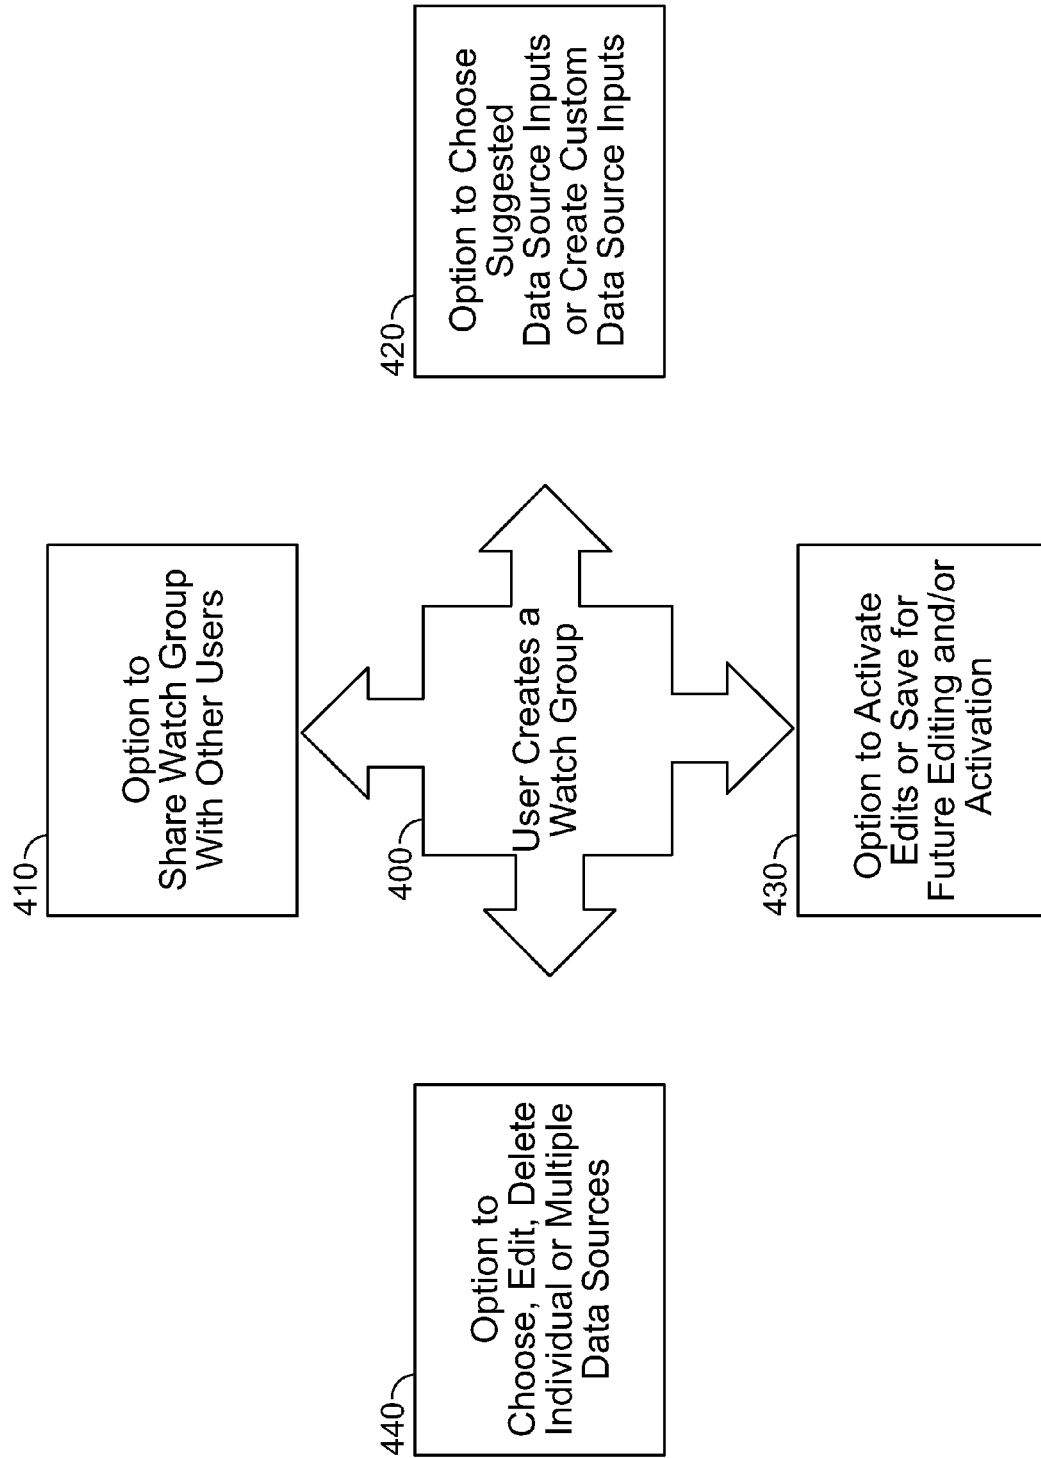 410
Option to
Share Watch Group
With Other Users
440
Option to
Choose, Edit, Delete
Individual or Multiple
Data Sources
400
User Creates a
Watch Group
420
Option to Choose
Suggested
Data Source Inputs
or Create Custom
Data Source Inputs
430
Option to Activate
Edits or Save for
Future Editing and/or
Activation